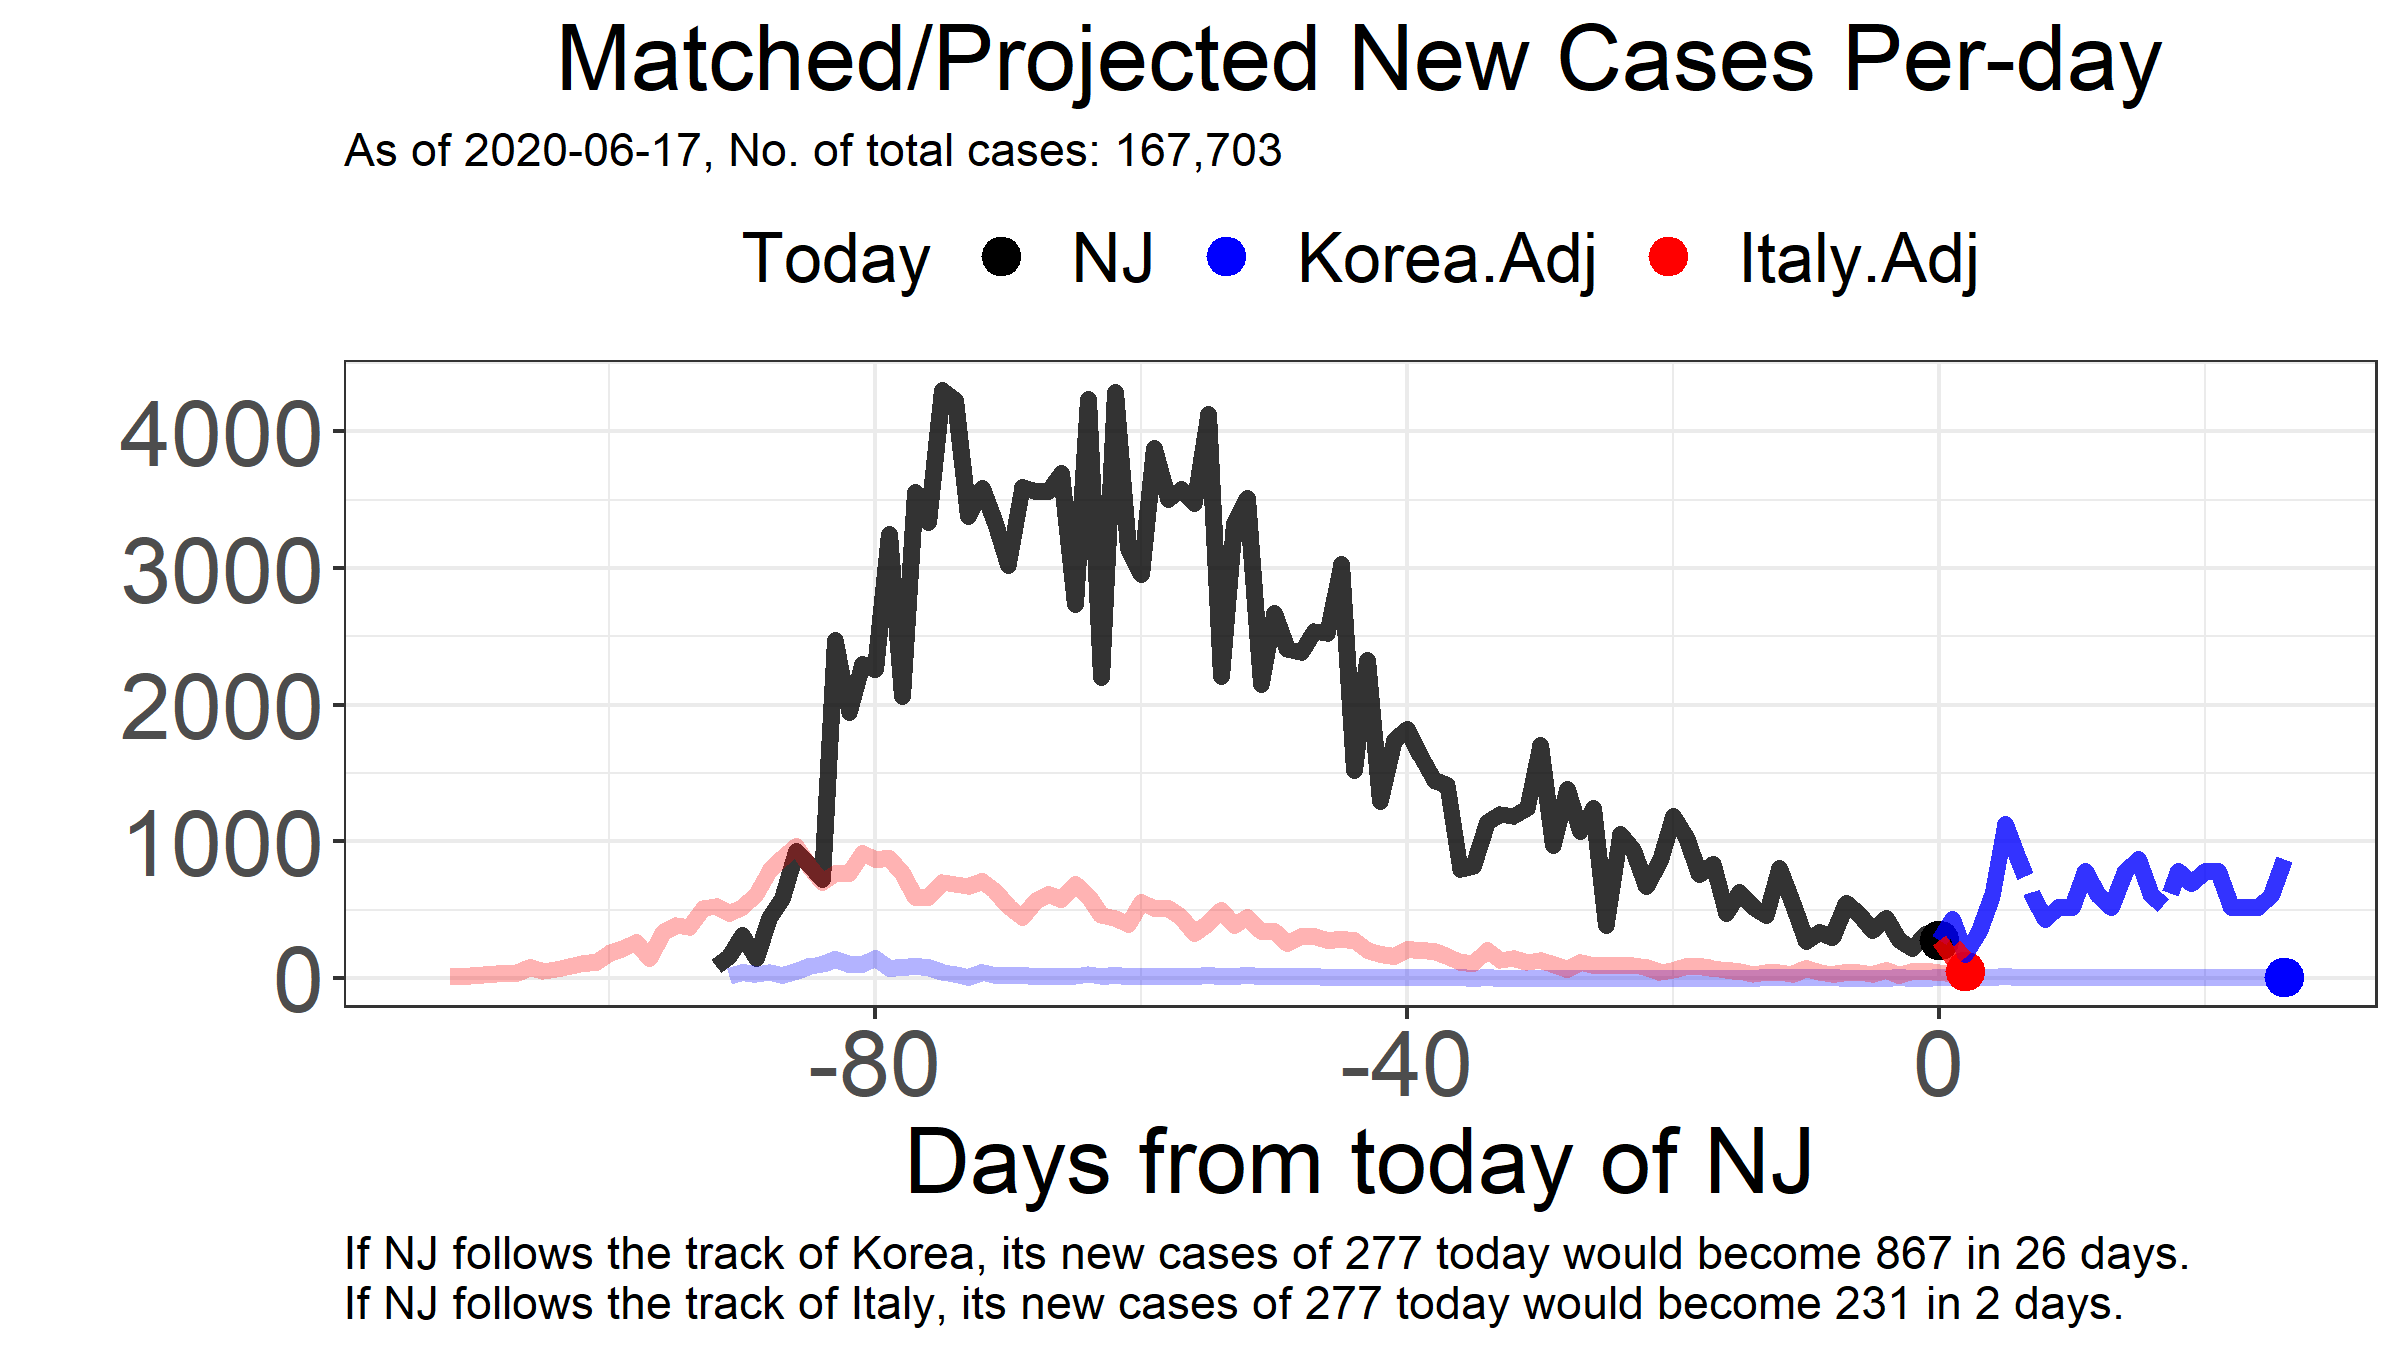 Matched/Projected New Cases Per-day
As of 2020-06-17, No. of total cases: 167,703
Today NJ Korea.Adj Italy.Adj
4000
3000
2000
1000
0
-80 -40 0
Days from today of NJ
If NJ follows the track of Korea, its new cases of 277 today would become 867 in 26 days.
If NJ follows the track of Italy, its new cases of 277 today would become 231 in 2 days.